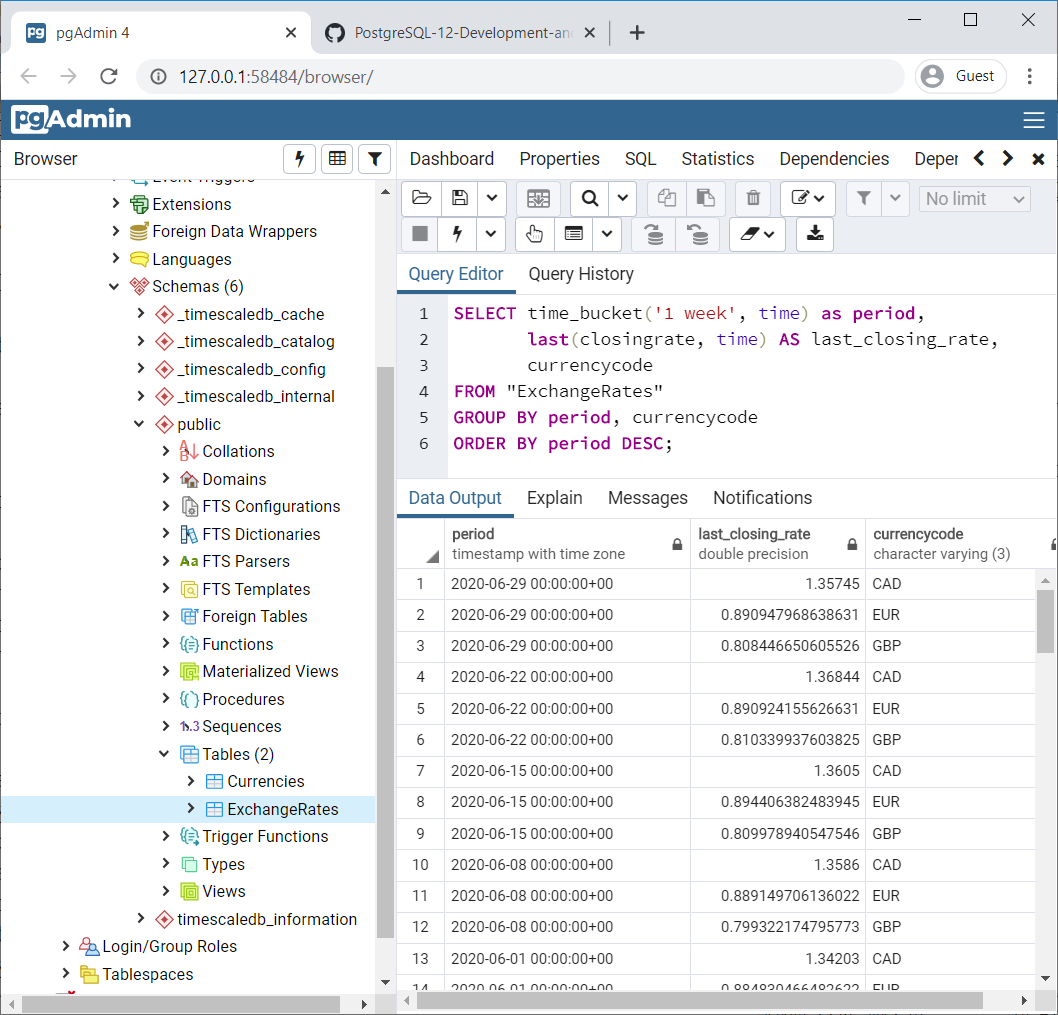 pgAdmin 4
PostgreSQL-12-Development-and
127.0.0.1:58484/browser/
Guest
pgAdmin
Browser
Dashboard Properties SQL Statistics Dependencies Deper
Event Triggers
Extensions
Foreign Data Wrappers
Languages
Schemas (6)
_timescaledb_cache
_timescaledb_catalog
_timescaledb_config
_timescaledb_internal
public
Collations
Domains
FTS Configurations
FTS Dictionaries
FTS Parsers
FTS Templates
Foreign Tables
Functions
Materialized Views
Procedures
1..3 Sequences
Tables (2)
Currencies
ExchangeRates
Trigger Functions
Types
Views
timescaledb_information
Login/Group Roles
Tablespaces
No limit
Query Editor Query History
1 SELECT time_bucket('1 week', time) as period,
2 last(closingrate, time) AS last_closing_rate,
3 currencycode
4 FROM "ExchangeRates"
5 GROUP BY period, currencycode
6 ORDER BY period DESC;
Data Output Explain Messages Notifications
period last_closing_rate currencycode
timestamp with time zone double precision character varying (3)
1 2020-06-29 00:00:00+00 1.35745 CAD
2 2020-06-29 00:00:00+00 0.890947968638631 EUR
3 2020-06-29 00:00:00+00 0.808446650605526 GBP
4 2020-06-22 00:00:00+00 1.36844 CAD
5 2020-06-22 00:00:00+00 0.890924155626631 EUR
6 2020-06-22 00:00:00+00 0.810339937603825 GBP
7 2020-06-15 00:00:00+00 1.3605 CAD
8 2020-06-15 00:00:00+00 0.894406382483945 EUR
9 2020-06-15 00:00:00+00 0.809978940547546 GBP
10 2020-06-08 00:00:00+00 1.3586 CAD
11 2020-06-08 00:00:00+00 0.889149706136022 EUR
12 2020-06-08 00:00:00+00 0.799322174795773 GBP
13 2020-06-01 00:00:00+00 1.34203 CAD
14 2020-06-01 00:00:00+00 0.884830466482622 EUR